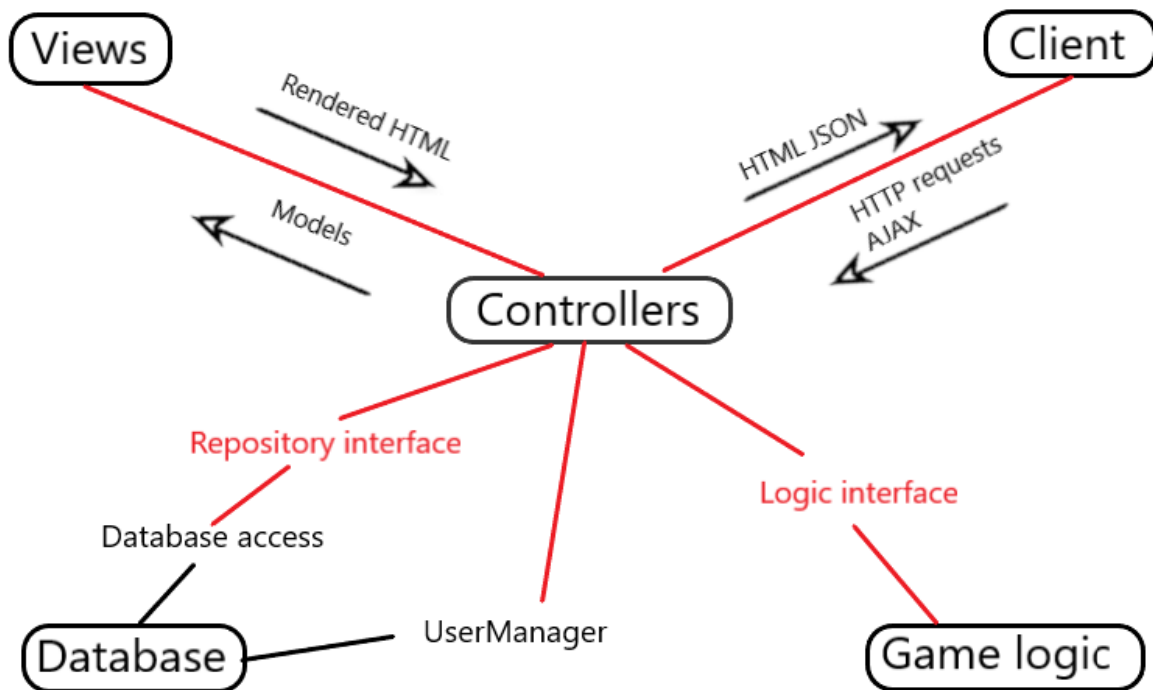 Views
Client
Rendered HTML
HTML JSON
HTTP requests
AJAX
Models
Controllers
Repository interface
Logic interface
Database access
UserManager
Database
Game logic